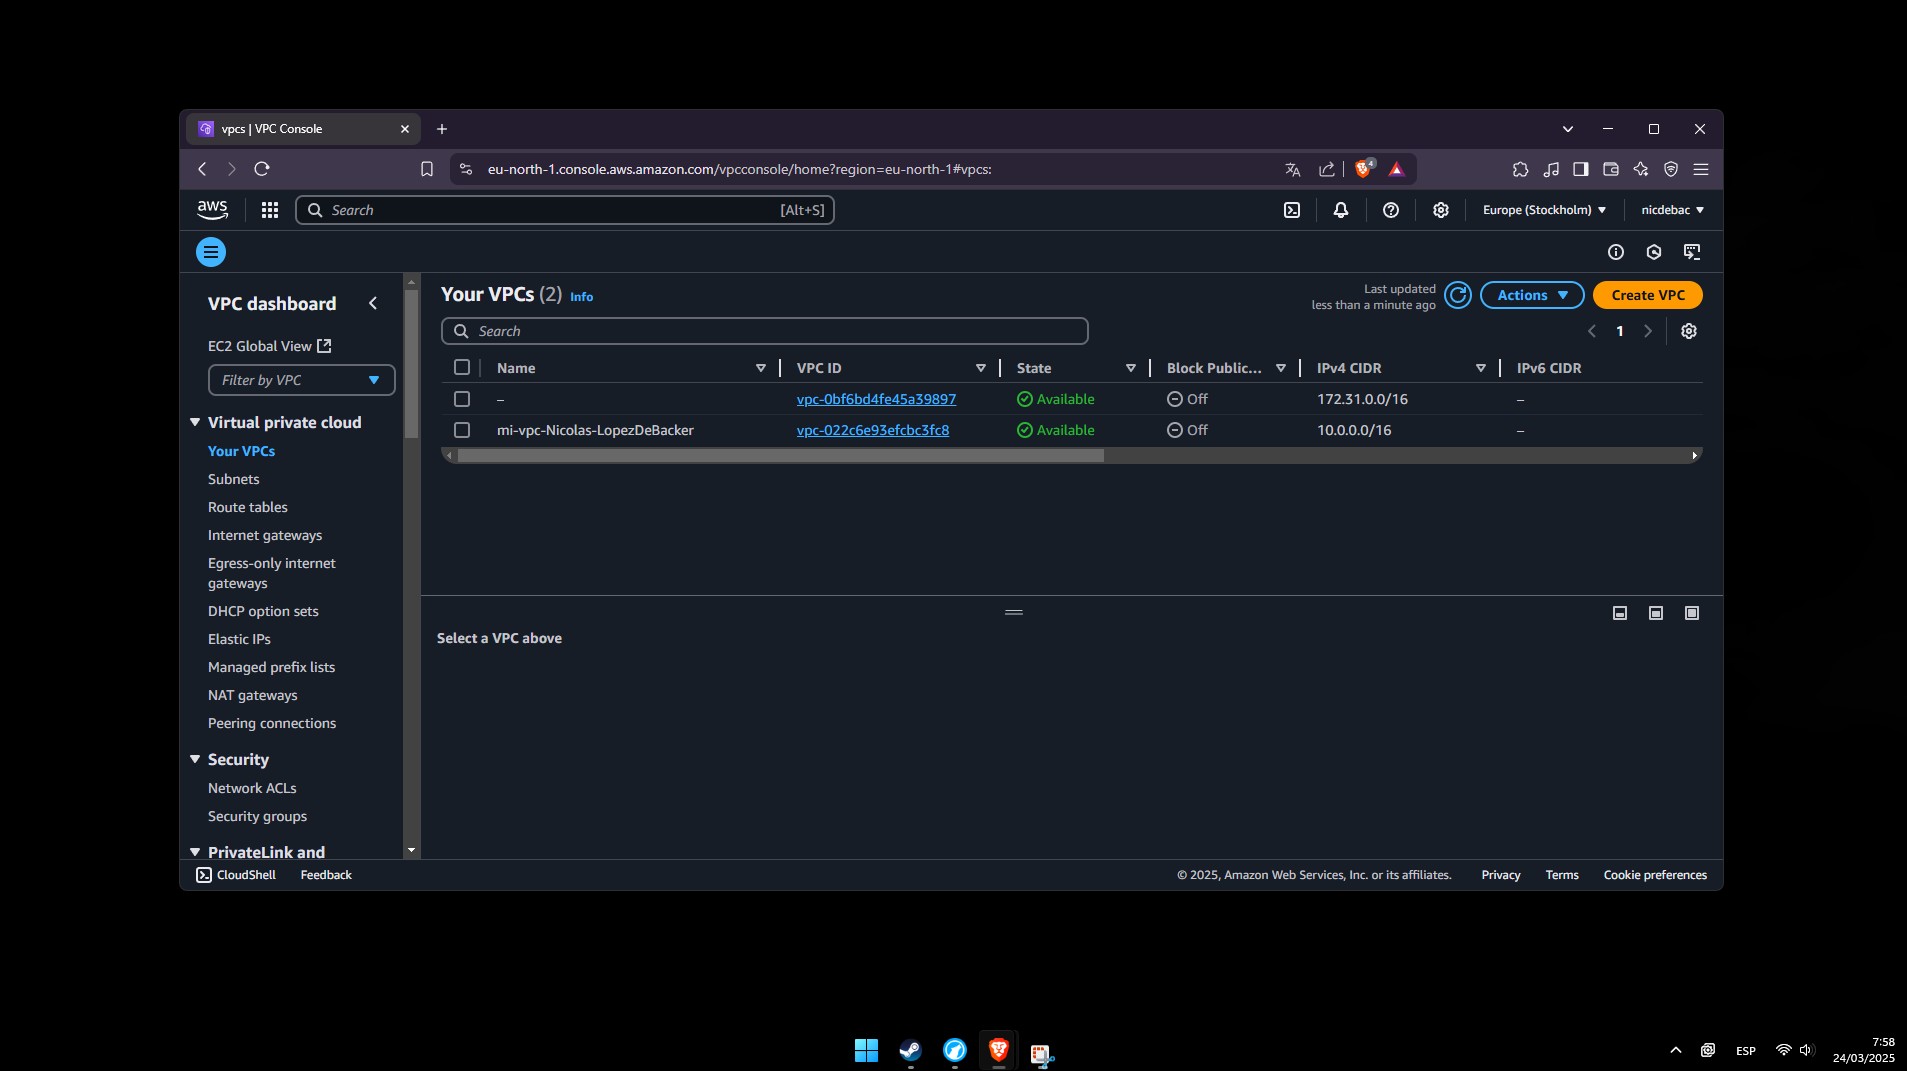 vpcs | VPC Console
eu-north-1.console.aws.amazon.com/vpcconsole/home?region=eu-north-1#vpcs:
4
aws
Search
[Alt+S]
Europe (Stockholm)
nicdebac
VPC dashboard
EC2 Global View
Filter by VPC
Virtual private cloud
Your VPCs
Subnets
Route tables
Internet gateways
Egress-only internet
gateways
DHCP option sets
Elastic IPs
Managed prefix lists
NAT gateways
Peering connections
Security
Network ACLs
Security groups
PrivateLink and
Your VPCs (2) Info
Last updated
less than a minute ago
Actions
Create VPC
Search
1
Name VPC ID State Block Public... IPv4 CIDR IPv6 CIDR
– vpc-0bf6bd4fe45a39897 Available Off 172.31.0.0/16 –
mi-vpc-Nicolas-LopezDeBacker vpc-022c6e93efcbc3fc8 Available Off 10.0.0.0/16 –
Select a VPC above
CloudShell Feedback © 2025, Amazon Web Services, Inc. or its affiliates. Privacy Terms Cookie preferences
ESP
7:58
24/03/2025